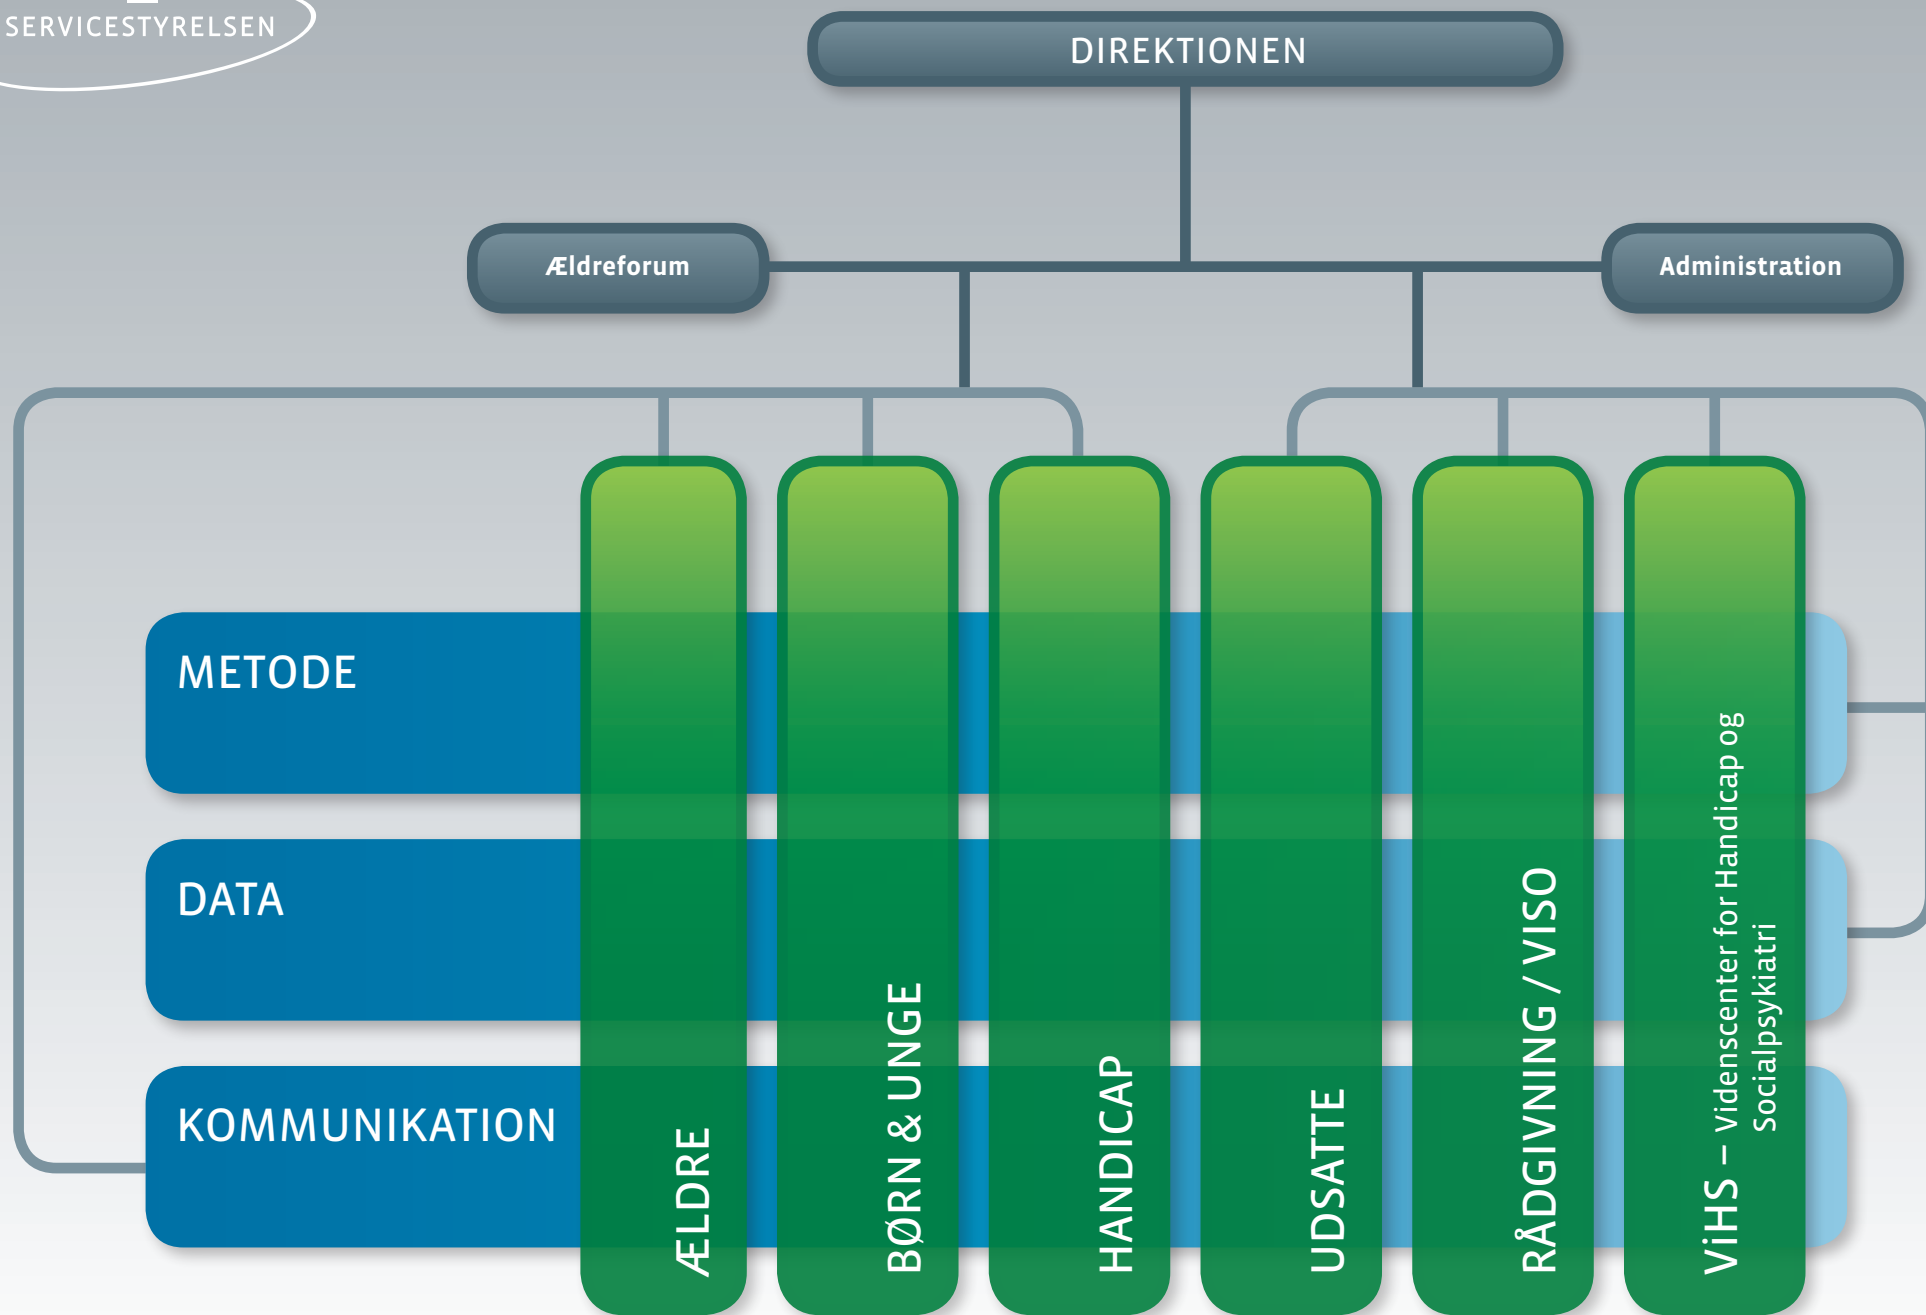 SERVICESTYRELSEN
DIREKTIONEN
Ældreforum
Administration
METODE
DATA
KOMMUNIKATION
ÆLDRE
BØRN & UNGE
HANDICAP
UDSATTE
RÅDGIVNING / VISO
ViHS – Videnscenter for Handicap og
Socialpsykiatri